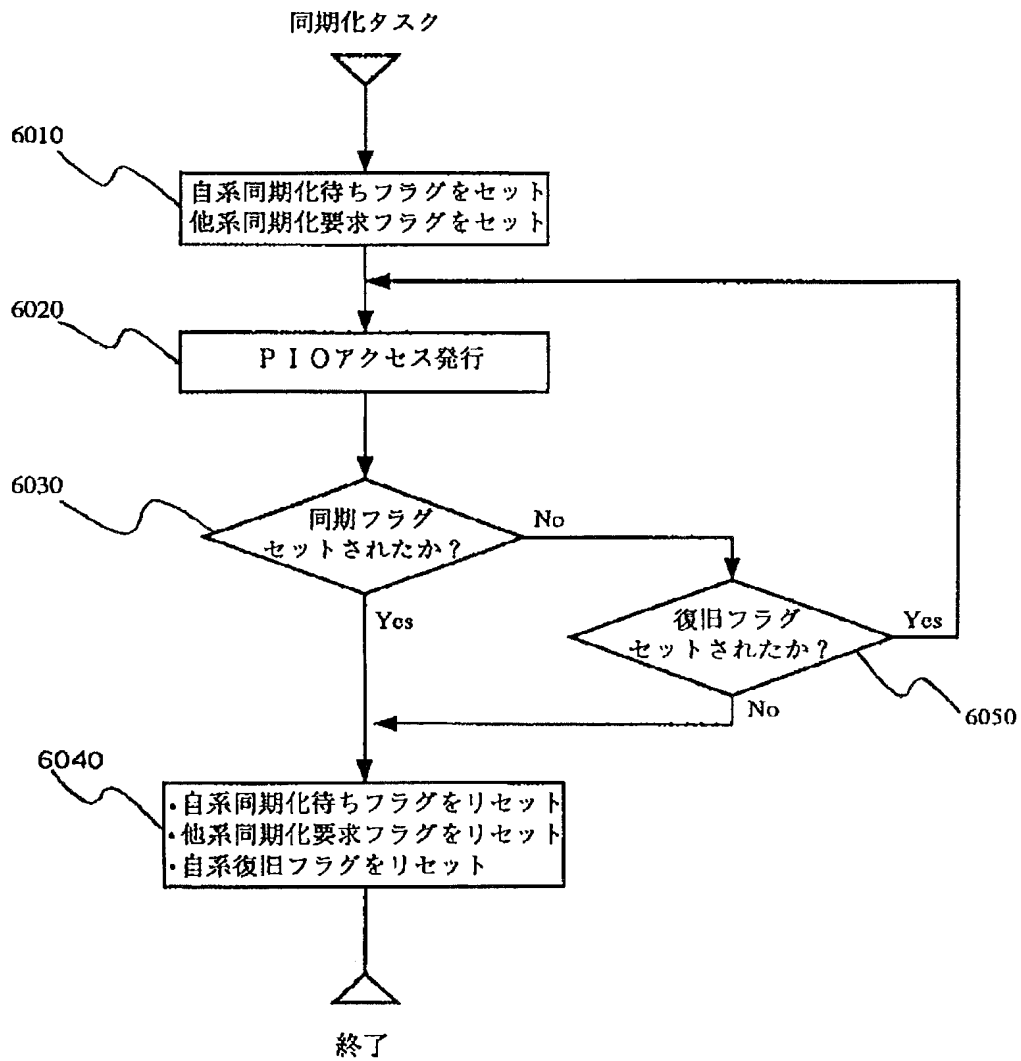 同期化タスク
6010
自系同期化待ちフラグをセット
他系同期化要求フラグをセット
6020
ＰＩＯアクセス発行
6030
同期フラグ
セットされたか？
No
Yes
復旧フラグ
セットされたか？
Yes
No
6050
6040
・自系同期化待ちフラグをリセット
・他系同期化要求フラグをリセット
・自系復旧フラグをリセット
終了